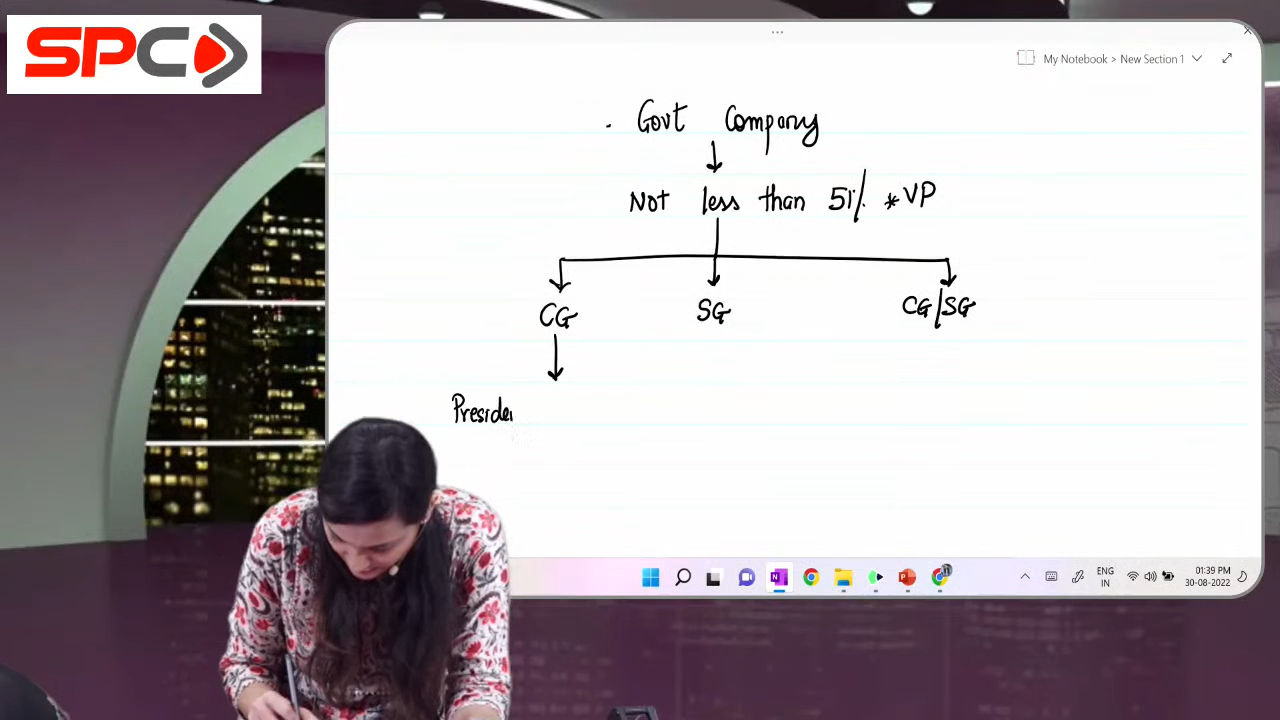 SPC
My Notebook > New Section 1
Govt Company
Not less than 51% *VP
CG SG CG/SG
Presider
ENG
IN
01:39 PM
30-08-2022